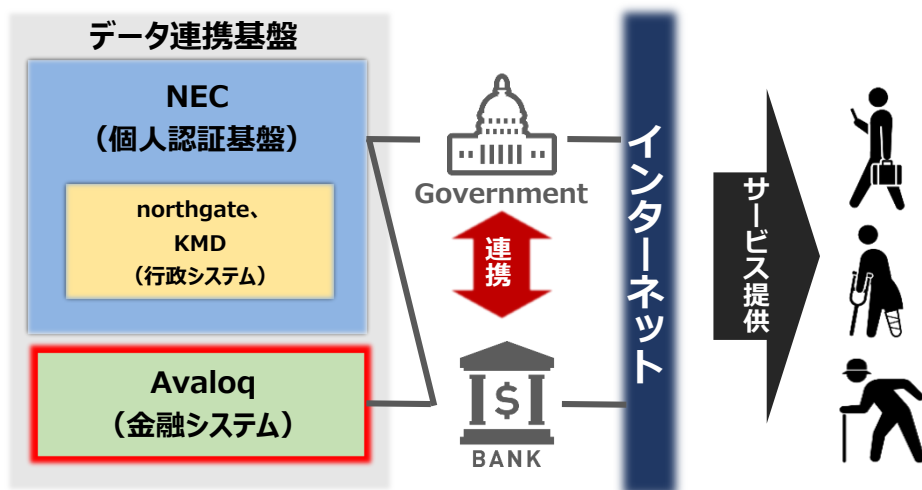 データ連携基盤
NEC
（個人認証基盤）
northgate、
KMD
（行政システム）
Avaloq
（金融システム）
Government
連携
$
BANK
インターネット
サービス提供